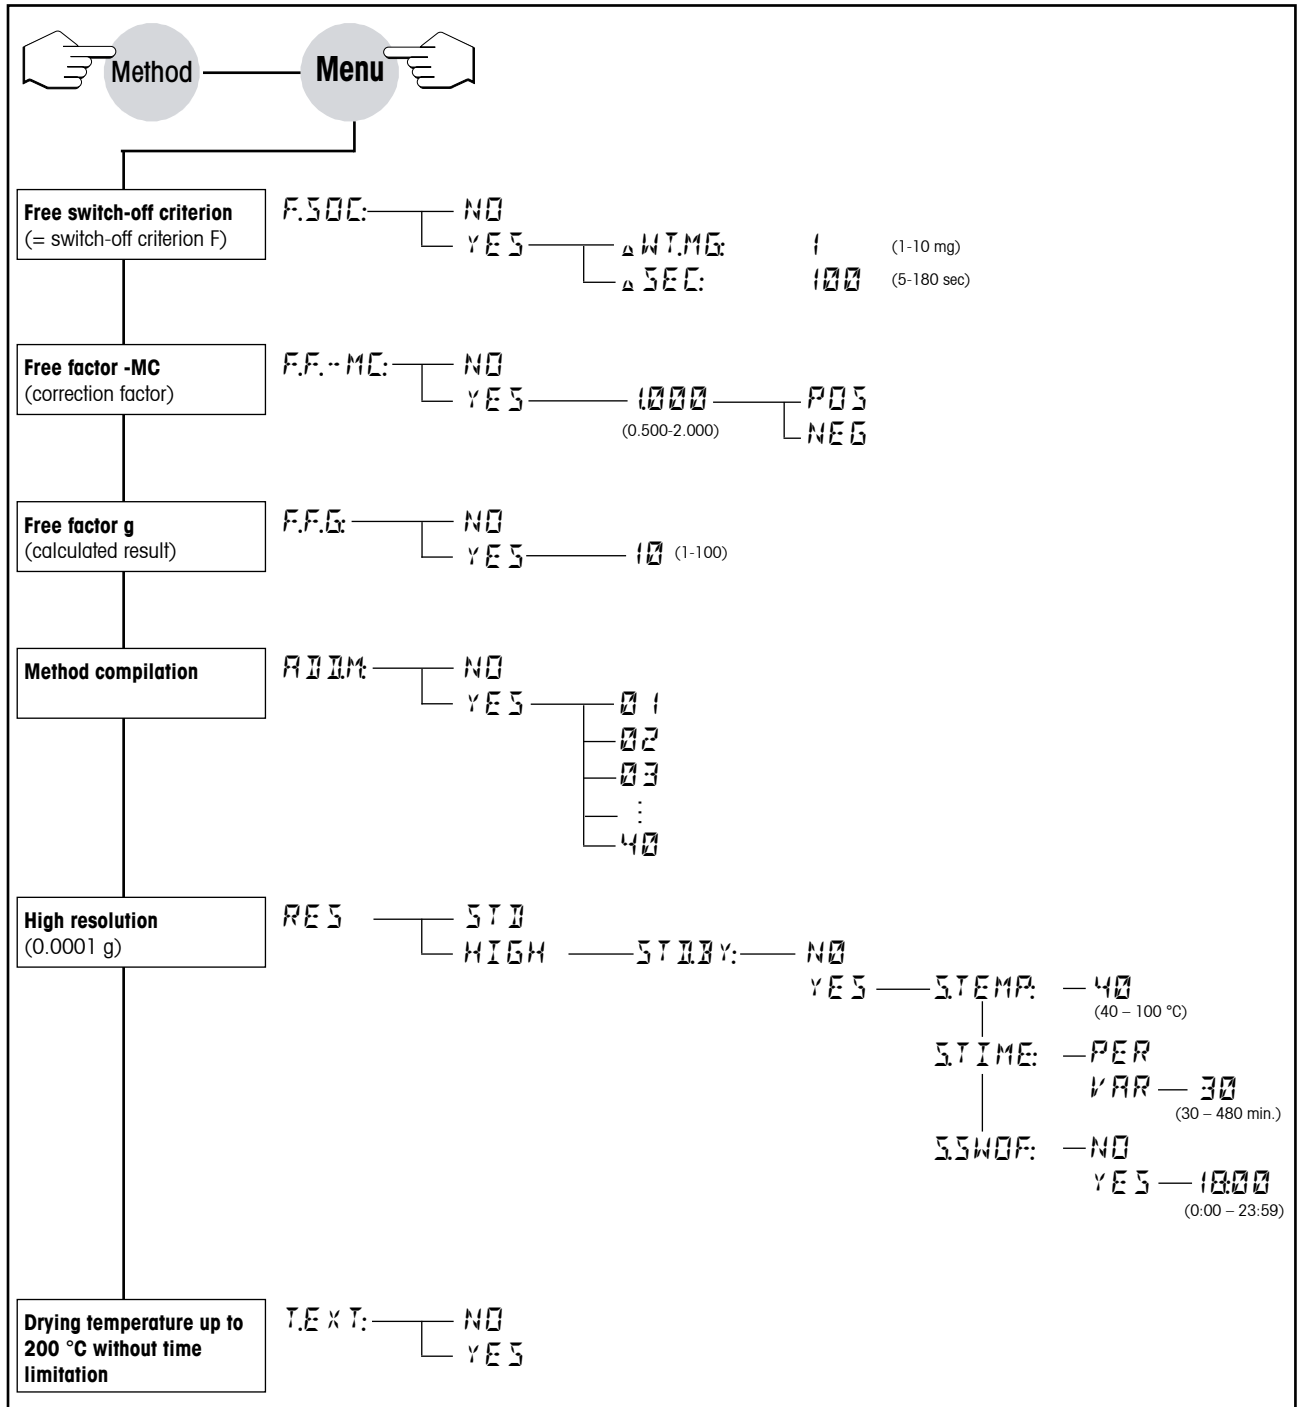 Method Menu
Free switch-off criterion
(= switch-off criterion F)
F.SOC: NO
YES △WT.MG: 1 (1-10 mg)
△SEC: 100 (5-180 sec)
Free factor -MC
(correction factor)
F.F.-MC: NO
YES 1.000 POS
(0.500-2.000) NEG
Free factor g
(calculated result)
F.F.G: NO
YES 10 (1-100)
Method compilation
ADD.M: NO
YES 01
02
03
⋮
40
High resolution
(0.0001 g)
RES STD
HIGH STD.BY: NO
YES S.TEMP: 40
(40 – 100 °C)
S.TIME: PER
VAR 30
(30 – 480 min.)
S.SWOF: NO
YES 18:00
(0:00 – 23:59)
Drying temperature up to
200 °C without time
limitation
T.EXT: NO
YES